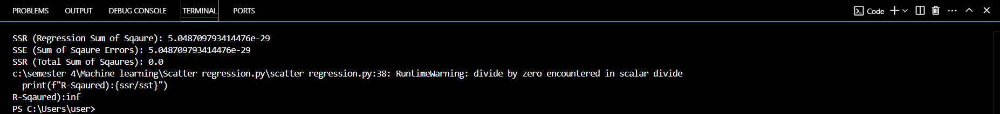 PROBLEMS OUTPUT DEBUG CONSOLE TERMINAL PORTS Code
SSR (Regression Sum of Sqaure): 5.048709793414476e-29
SSE (Sum of Sqaure Errors): 5.048709793414476e-29
SSR (Total Sum of Sqaures): 0.0
c:\semester 4\Machine learning\Scatter regression.py\scatter regression.py:38: RuntimeWarning: divide by zero encountered in scalar divide
  print(f"R-Sqaured):{ssr/sst}")
R-Sqaured):inf
PS C:\Users\user>